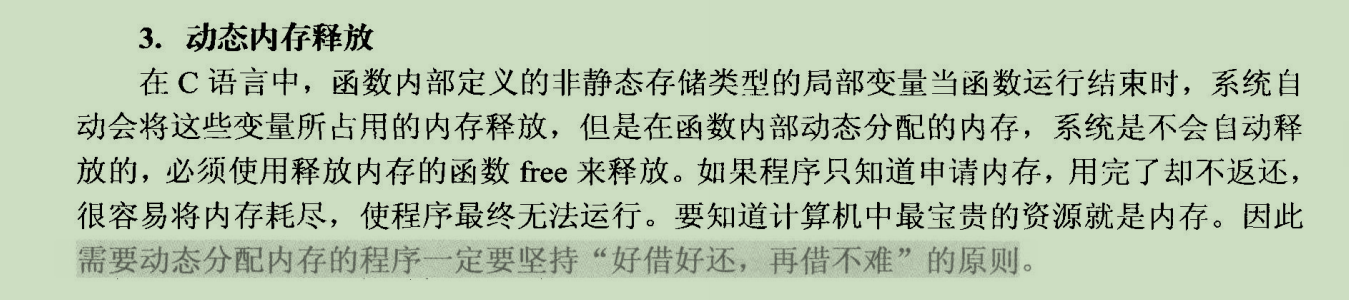 3. 动态内存释放
在 C 语言中，函数内部定义的非静态存储类型的局部变量当函数运行结束时，系统自
动会将这些变量所占用的内存释放，但是在函数内部动态分配的内存，系统是不会自动释
放的，必须使用释放内存的函数 free 来释放。如果程序只知道申请内存，用完了却不返还，
很容易将内存耗尽，使程序最终无法运行。要知道计算机中最宝贵的资源就是内存。因此
需要动态分配内存的程序一定要坚持“好借好还，再借不难”的原则。